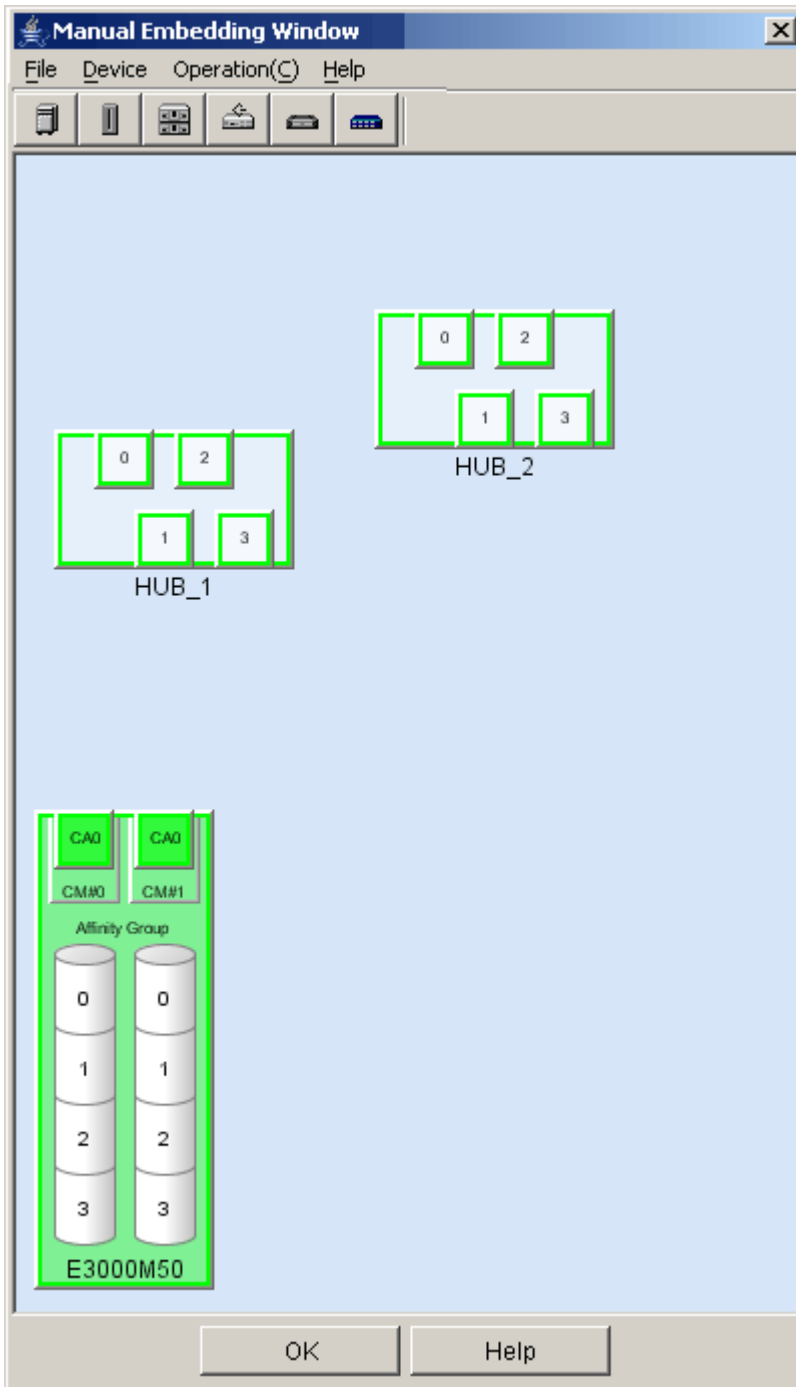 Manual Embedding Window
File Device Operation(C) Help
0 2
1 3
HUB_2
0 2
1 3
HUB_1
CA0 CA0
CM#0 CM#1
Affinity Group
0 0
1 1
2 2
3 3
E3000M50
OK Help